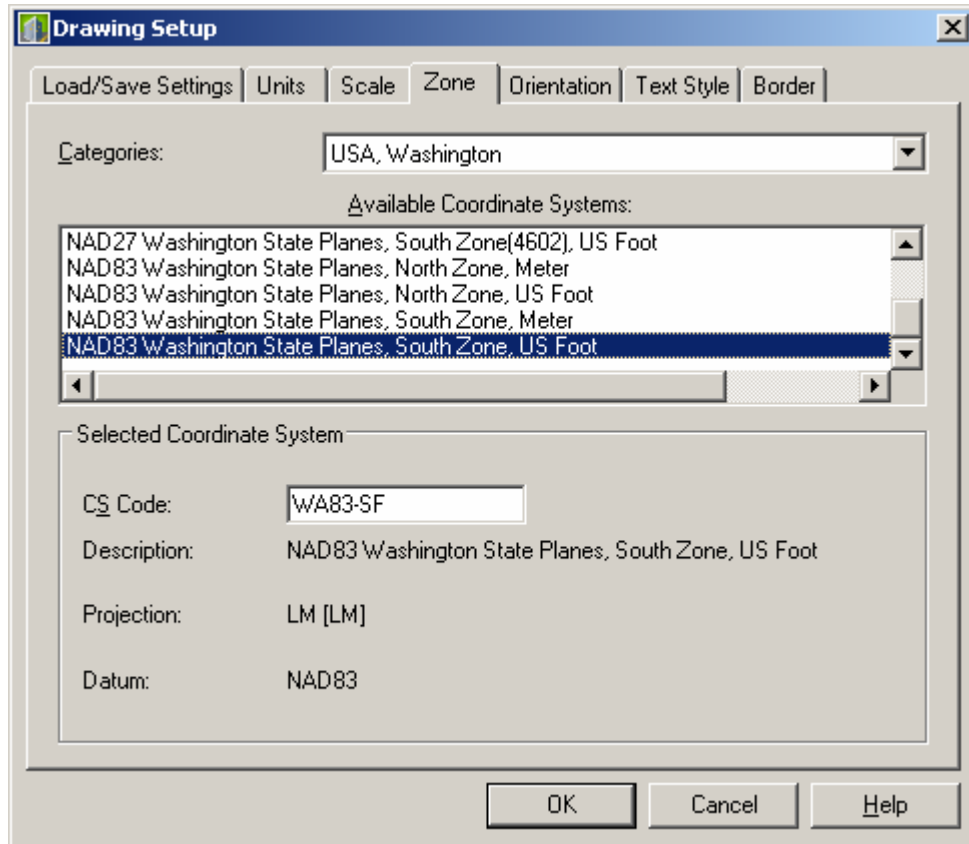 Drawing Setup
Load/Save Settings Units Scale Zone Orientation Text Style Border
Categories: USA, Washington
Available Coordinate Systems:
NAD27 Washington State Planes, South Zone(4602), US Foot
NAD83 Washington State Planes, North Zone, Meter
NAD83 Washington State Planes, North Zone, US Foot
NAD83 Washington State Planes, South Zone, Meter
NAD83 Washington State Planes, South Zone, US Foot
Selected Coordinate System
CS Code: WA83-SF
Description: NAD83 Washington State Planes, South Zone, US Foot
Projection: LM [LM]
Datum: NAD83
OK Cancel Help